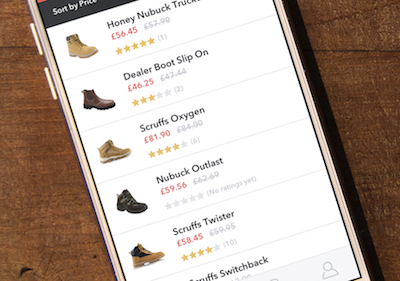 Sort by Price
Honey Nubuck Trucke
£56.45 £57.90
(1)
Dealer Boot Slip On
£46.25 £47.44
(2)
Scruffs Oxygen
£81.90 £84.00
(6)
Nubuck Outlast
£59.56 £62.69
(No ratings yet)
Scruffs Twister
£58.45 £59.95
(10)
Scruffs Switchback